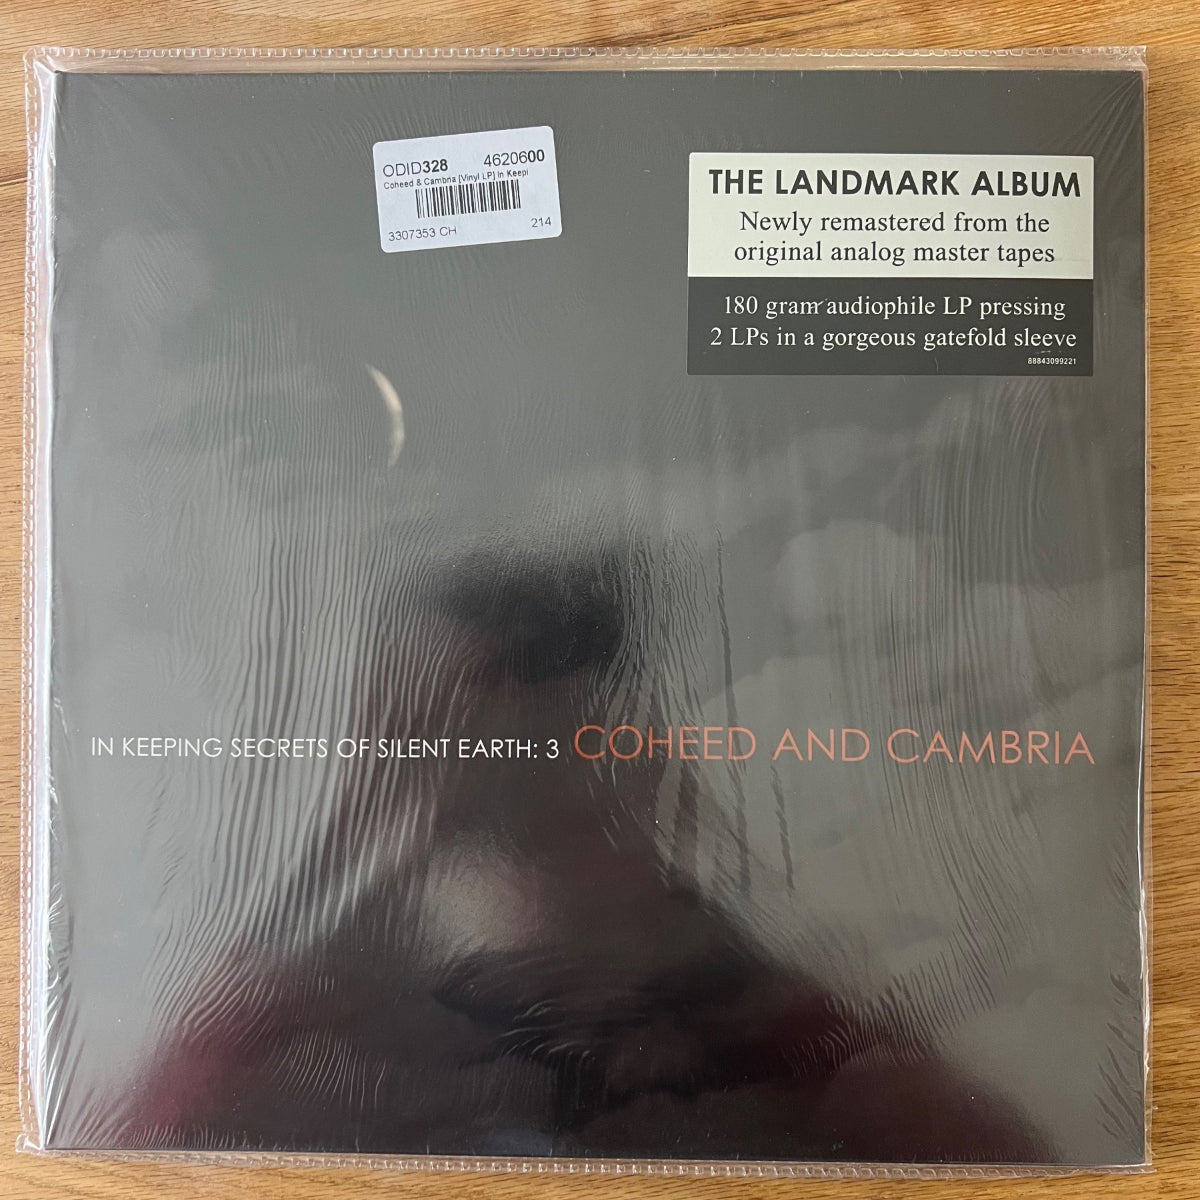 ODID328 4620600
Coheed & Cambria [Vinyl LP] In Keepi
3307353 CH 214
THE LANDMARK ALBUM
Newly remastered from the
original analog master tapes
180 gram audiophile LP pressing
2 LPs in a gorgeous gatefold sleeve
88843099221
IN KEEPING SECRETS OF SILENT EARTH: 3 COHEED AND CAMBRIA